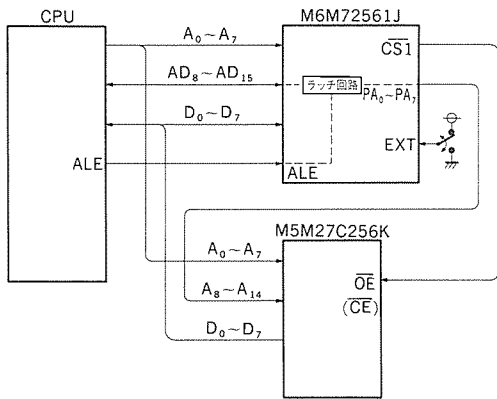 CPU
M6M72561J
A₀~A₇
CS1
AD₈~AD₁₅
ラッチ回路
PA₀~PA₇
D₀~D₇
EXT
ALE
ALE
M5M27C256K
A₀~A₇
OE
A₈~A₁₄
(CE)
D₀~D₇